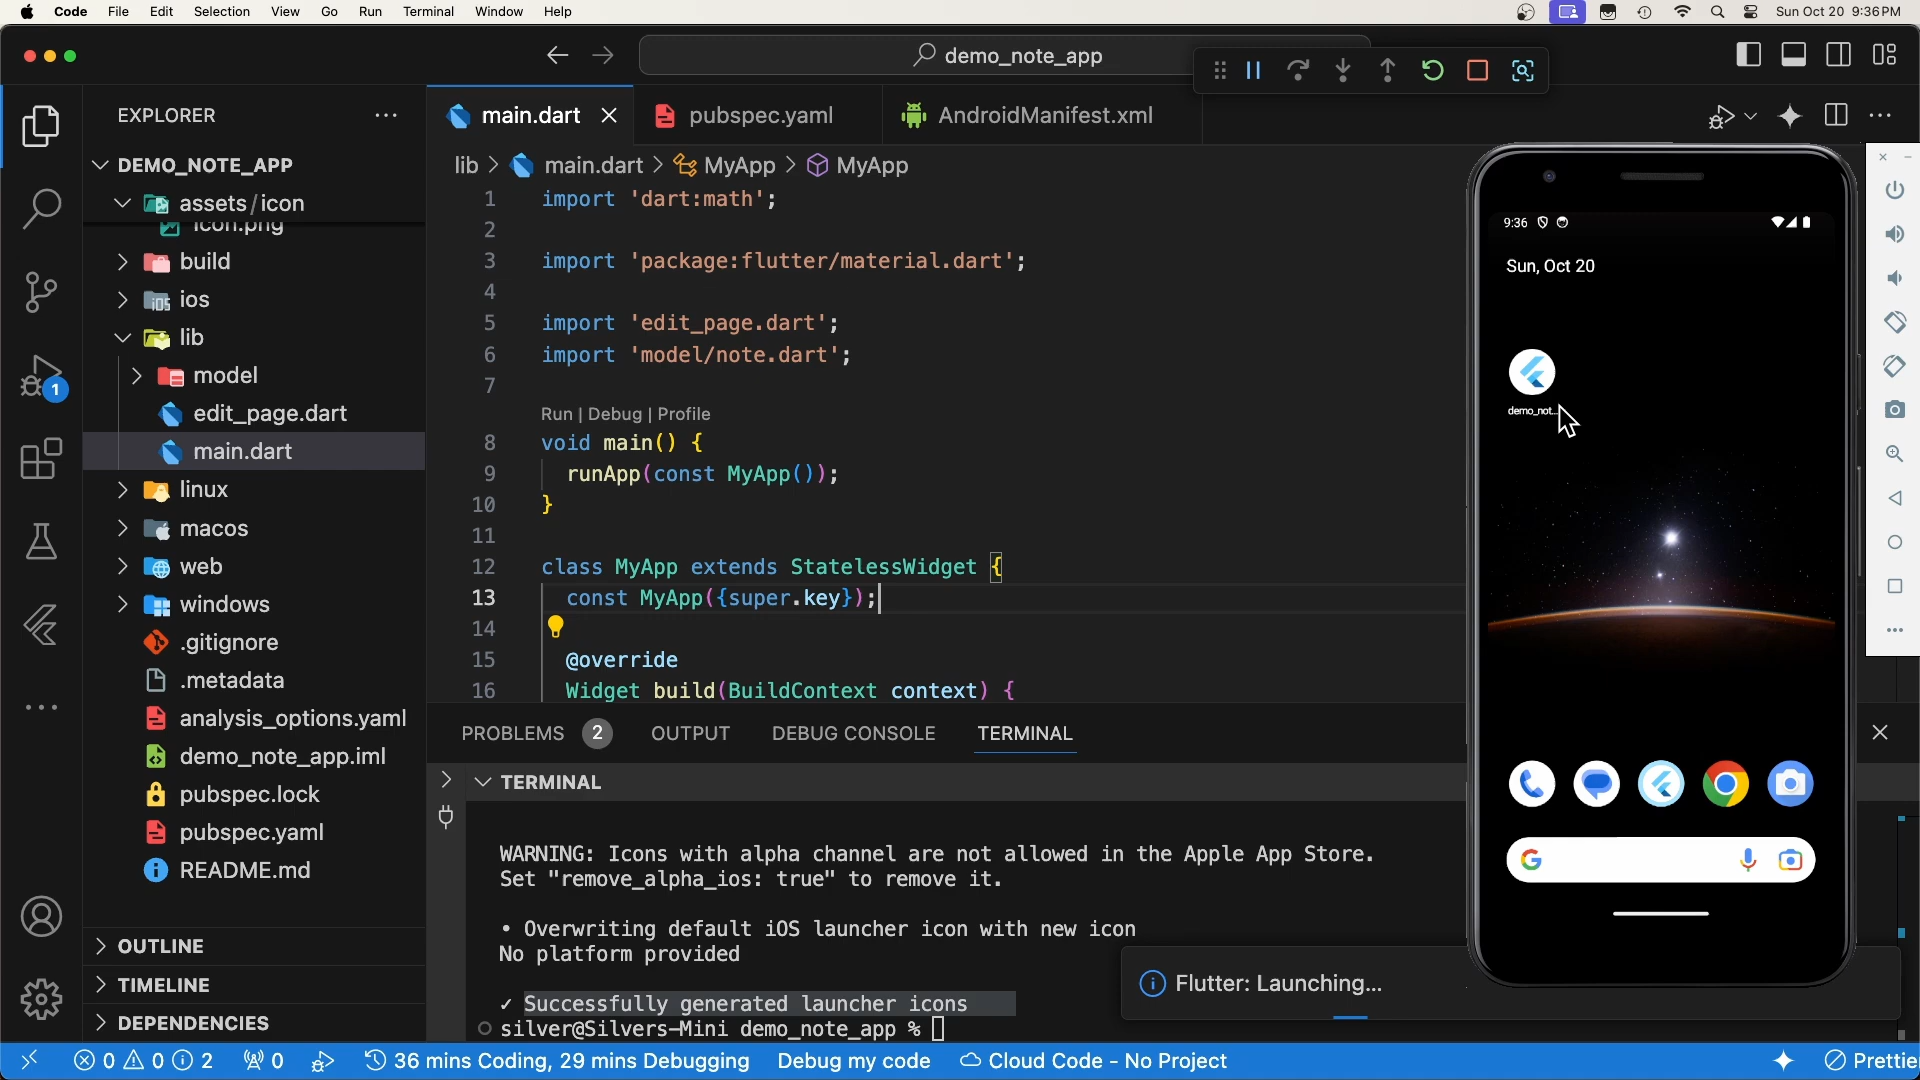 Code File Edit Selection View Go Run Terminal Window Help
Sun Oct 20 9:36 PM
demo_note_app
EXPLORER
DEMO_NOTE_APP
assets/icon
icon.png
build
ios
lib
model
edit_page.dart
main.dart
linux
macos
web
windows
.gitignore
.metadata
analysis_options.yaml
demo_note_app.iml
pubspec.lock
pubspec.yaml
README.md
OUTLINE
TIMELINE
DEPENDENCIES
1
main.dart
pubspec.yaml
AndroidManifest.xml
lib > main.dart > MyApp > MyApp
1 import 'dart:math';
2
3 import 'package:flutter/material.dart';
4
5 import 'edit_page.dart';
6 import 'model/note.dart';
7
Run | Debug | Profile
8 void main() {
9 runApp(const MyApp());
10 }
11
12 class MyApp extends StatelessWidget {
13 const MyApp({super.key});
14
15 @override
16 Widget build(BuildContext context) {
PROBLEMS 2 OUTPUT DEBUG CONSOLE TERMINAL
TERMINAL
WARNING: Icons with alpha channel are not allowed in the Apple App Store.
Set "remove_alpha_ios: true" to remove it.
• Overwriting default iOS launcher icon with new icon
No platform provided
✓ Successfully generated launcher icons
silver@Silvers-Mini demo_note_app %
9:36
Sun, Oct 20
demo_not...
Flutter: Launching...
0 0 2 0 36 mins Coding, 29 mins Debugging Debug my code Cloud Code - No Project Prettie